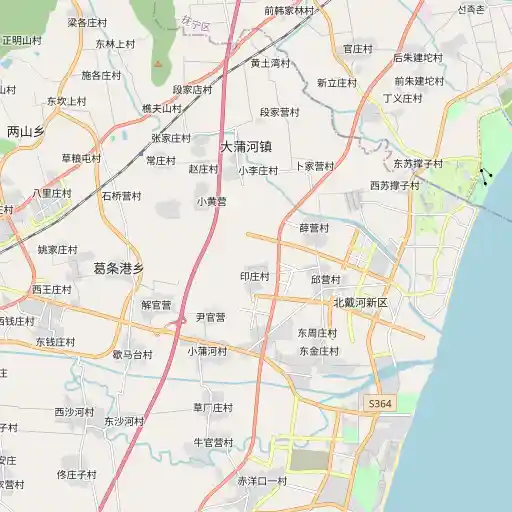 前韩家林村
선족촌
梁各庄村
抚宁区
正明山村
东林上村
官庄村
后朱建坨村
黄土湾村
施各庄村
新立庄村
前朱建坨村
段家店村
东坎上村
丁义庄村
樵夫山村
段家营村
两山乡
张家庄村
大蒲河镇
草粮屯村
常庄村
赵庄村
小李庄村
卜家营村
东苏撑子村
西苏撑子村
八里庄村
石桥营村
小黄营
庄村
薛营村
姚家庄村
葛条港乡
印庄村
邱营村
西王庄村
解官营
北戴河新区
西钱庄村
尹官营
东周庄村
东钱庄村
歇马台村
小蒲河村
东金庄村
S364
西沙河村
草厂庄村
东沙河村
牛官营村
安庄
佟庄子村
家营村
赤洋口一村